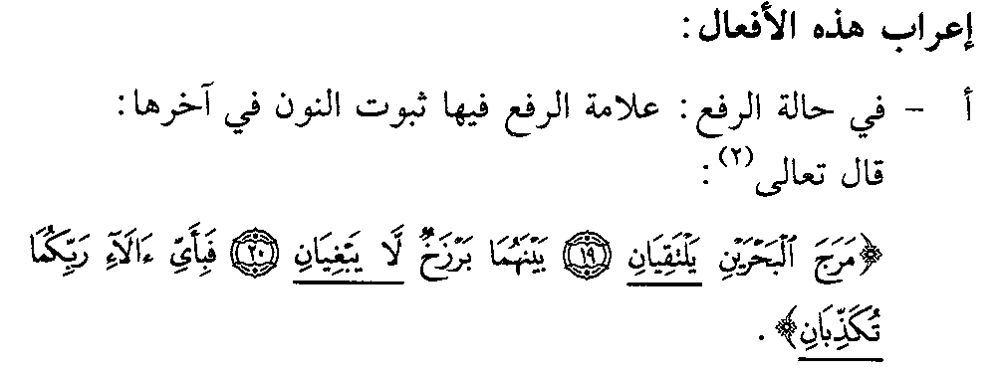 إعراب هذه الأفعال:
أ - في حالة الرفع: علامة الرفع فيها ثبوت النون في آخرها:
قال تعالى(٢):
﴿مَرَجَ ٱلۡبَحۡرَيۡنِ يَلۡتَقِيَانِ ١٩ بَيۡنَهُمَا بَرۡزَخٞ لَّا يَبۡغِيَانِ ٢٠ فَبِأَيِّ ءَالَآءِ رَبِّكُمَا
تُكَذِّبَانِ﴾.